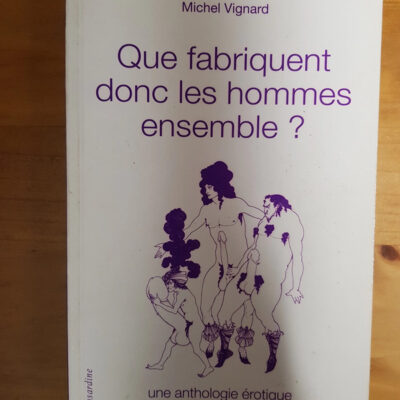 Michel Vignard
Que fabriquent
donc les hommes
ensemble ?
une anthologie érotique